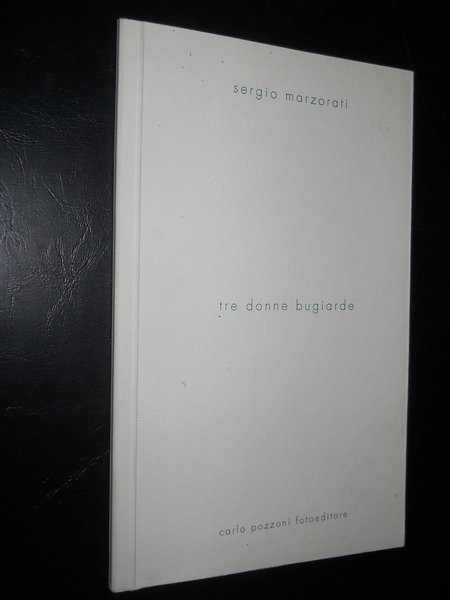 sergio marzorati
tre donne bugiarde
carlo pozzoni fotoeditore